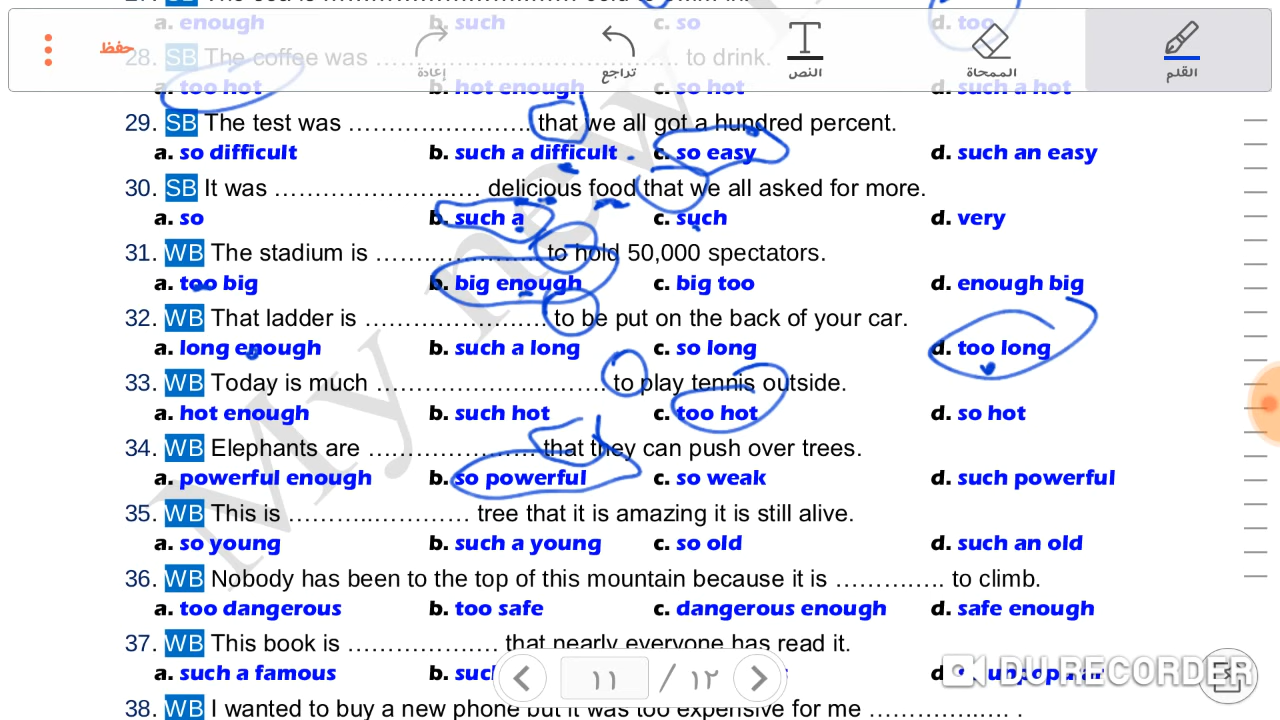 a. enough b. such c. so d. too
حفظ إعادة تراجع النص الممحاة القلم
28. SB The coffee was ………………………………………. to drink.
a. too hot b. hot enough c. so hot d. such a hot
29. SB The test was ………………….. that we all got a hundred percent.
a. so difficult b. such a difficult c. so easy d. such an easy
30. SB It was …………………..… delicious food that we all asked for more.
a. so b. such a c. such d. very
31. WB The stadium is …….……………. to hold 50,000 spectators.
a. too big b. big enough c. big too d. enough big
32. WB That ladder is ………………….. to be put on the back of your car.
a. long enough b. such a long c. so long d. too long
33. WB Today is much ………………………… to play tennis outside.
a. hot enough b. such hot c. too hot d. so hot
34. WB Elephants are ………………….. that they can push over trees.
a. powerful enough b. so powerful c. so weak d. such powerful
35. WB This is ………..………… tree that it is amazing it is still alive.
a. so young b. such a young c. so old d. such an old
36. WB Nobody has been to the top of this mountain because it is ………….. to climb.
a. too dangerous b. too safe c. dangerous enough d. safe enough
37. WB This book is ……………….. that nearly everyone has read it.
a. such a famous b. d.
١١ / ١٢
DU RECORDER
38. WB I wanted to buy a new phone but it was too expensive for me …………..…. .
My new